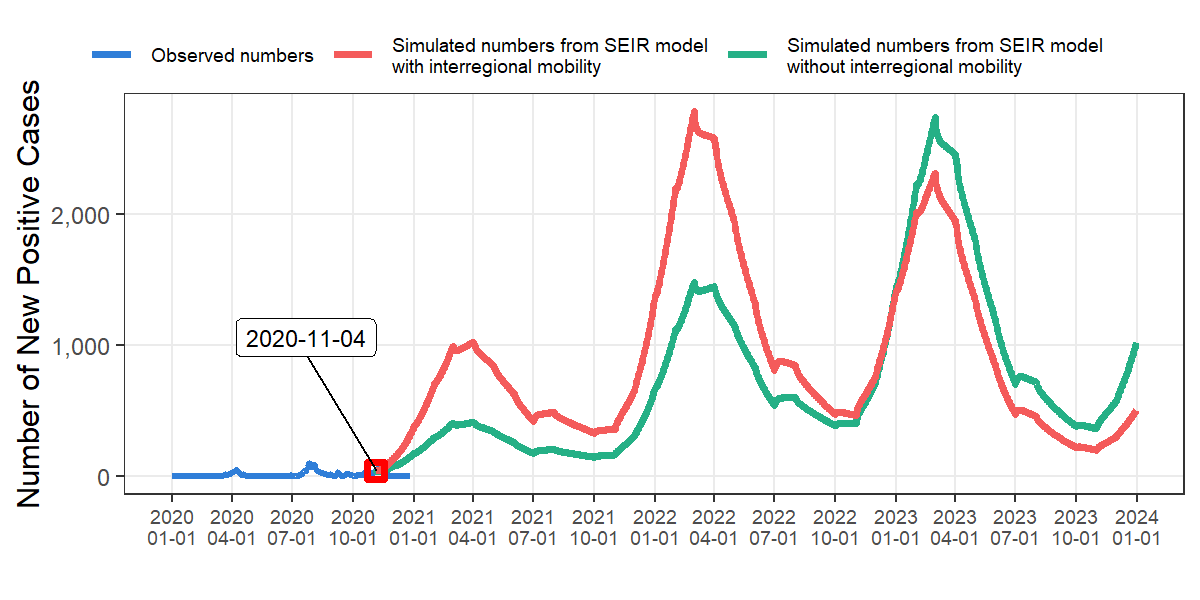 Observed numbers
Simulated numbers from SEIR model
with interregional mobility
Simulated numbers from SEIR model
without interregional mobility
Number of New Positive Cases
2,000
1,000
0
2020-11-04
2020 2020 2020 2020 2021 2021 2021 2021 2022 2022 2022 2022 2023 2023 2023 2023 2024
01-01 04-01 07-01 10-01 01-01 04-01 07-01 10-01 01-01 04-01 07-01 10-01 01-01 04-01 07-01 10-01 01-01